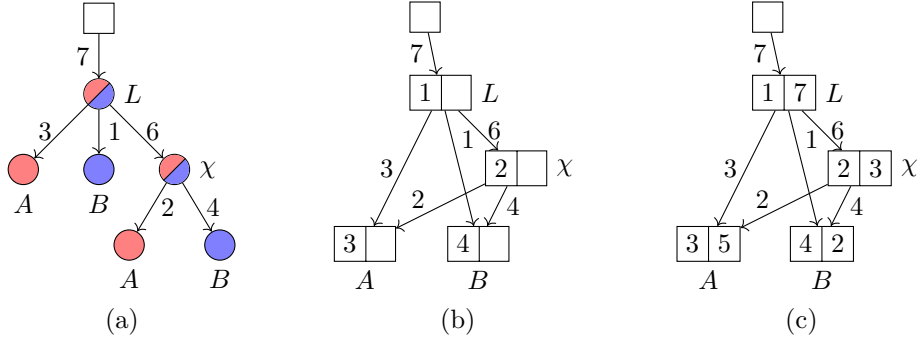 7
L
3 1 6
χ
A B 2 4
A B
(a)
7
1 L
6
1
3 2 χ
2 4
3 4
A B
(b)
7
1 7 L
6
1
3 2 3 χ
2 4
3 5 4 2
A B
(c)